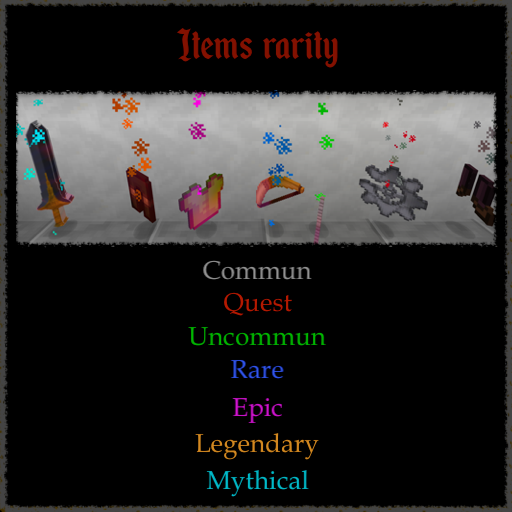 Items rarity
Commun
Quest
Uncommun
Rare
Epic
Legendary
Mythical